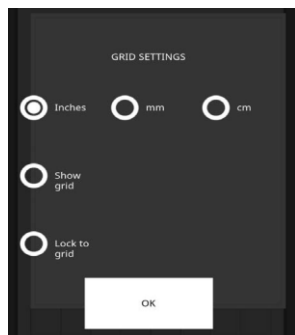 GRID SETTINGS
Inches mm cm
Show
grid
Lock to
grid
OK